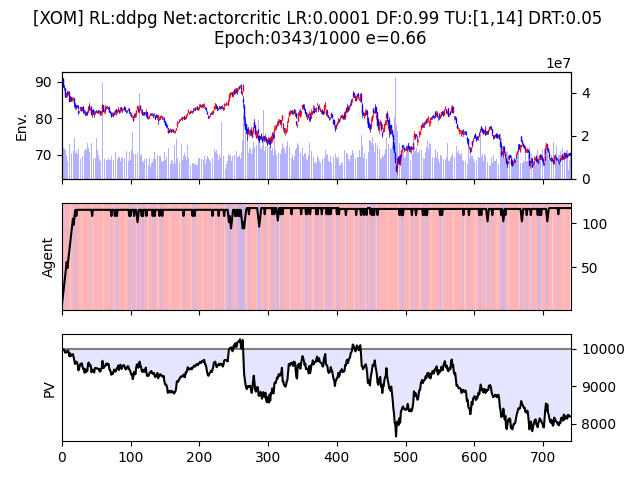 [XOM] RL:ddpg Net:actorcritic LR:0.0001 DF:0.99 TU:[1,14] DRT:0.05
Epoch:0343/1000 e=0.66
1e7
Env.
90
80
70
4
2
0
Agent
100
50
PV
10000
9000
8000
0 100 200 300 400 500 600 700